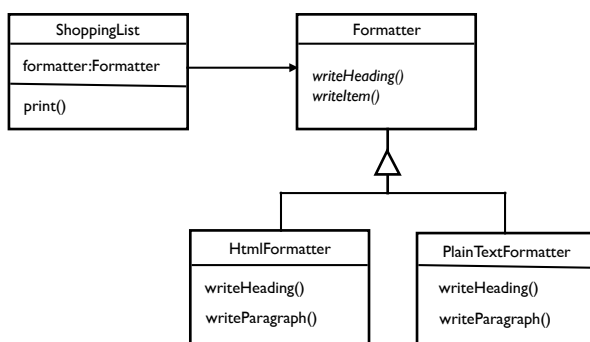 ShoppingList
formatter:Formatter
print()
Formatter
writeHeading()
writeItem()
HtmlFormatter
writeHeading()
writeParagraph()
PlainTextFormatter
writeHeading()
writeParagraph()